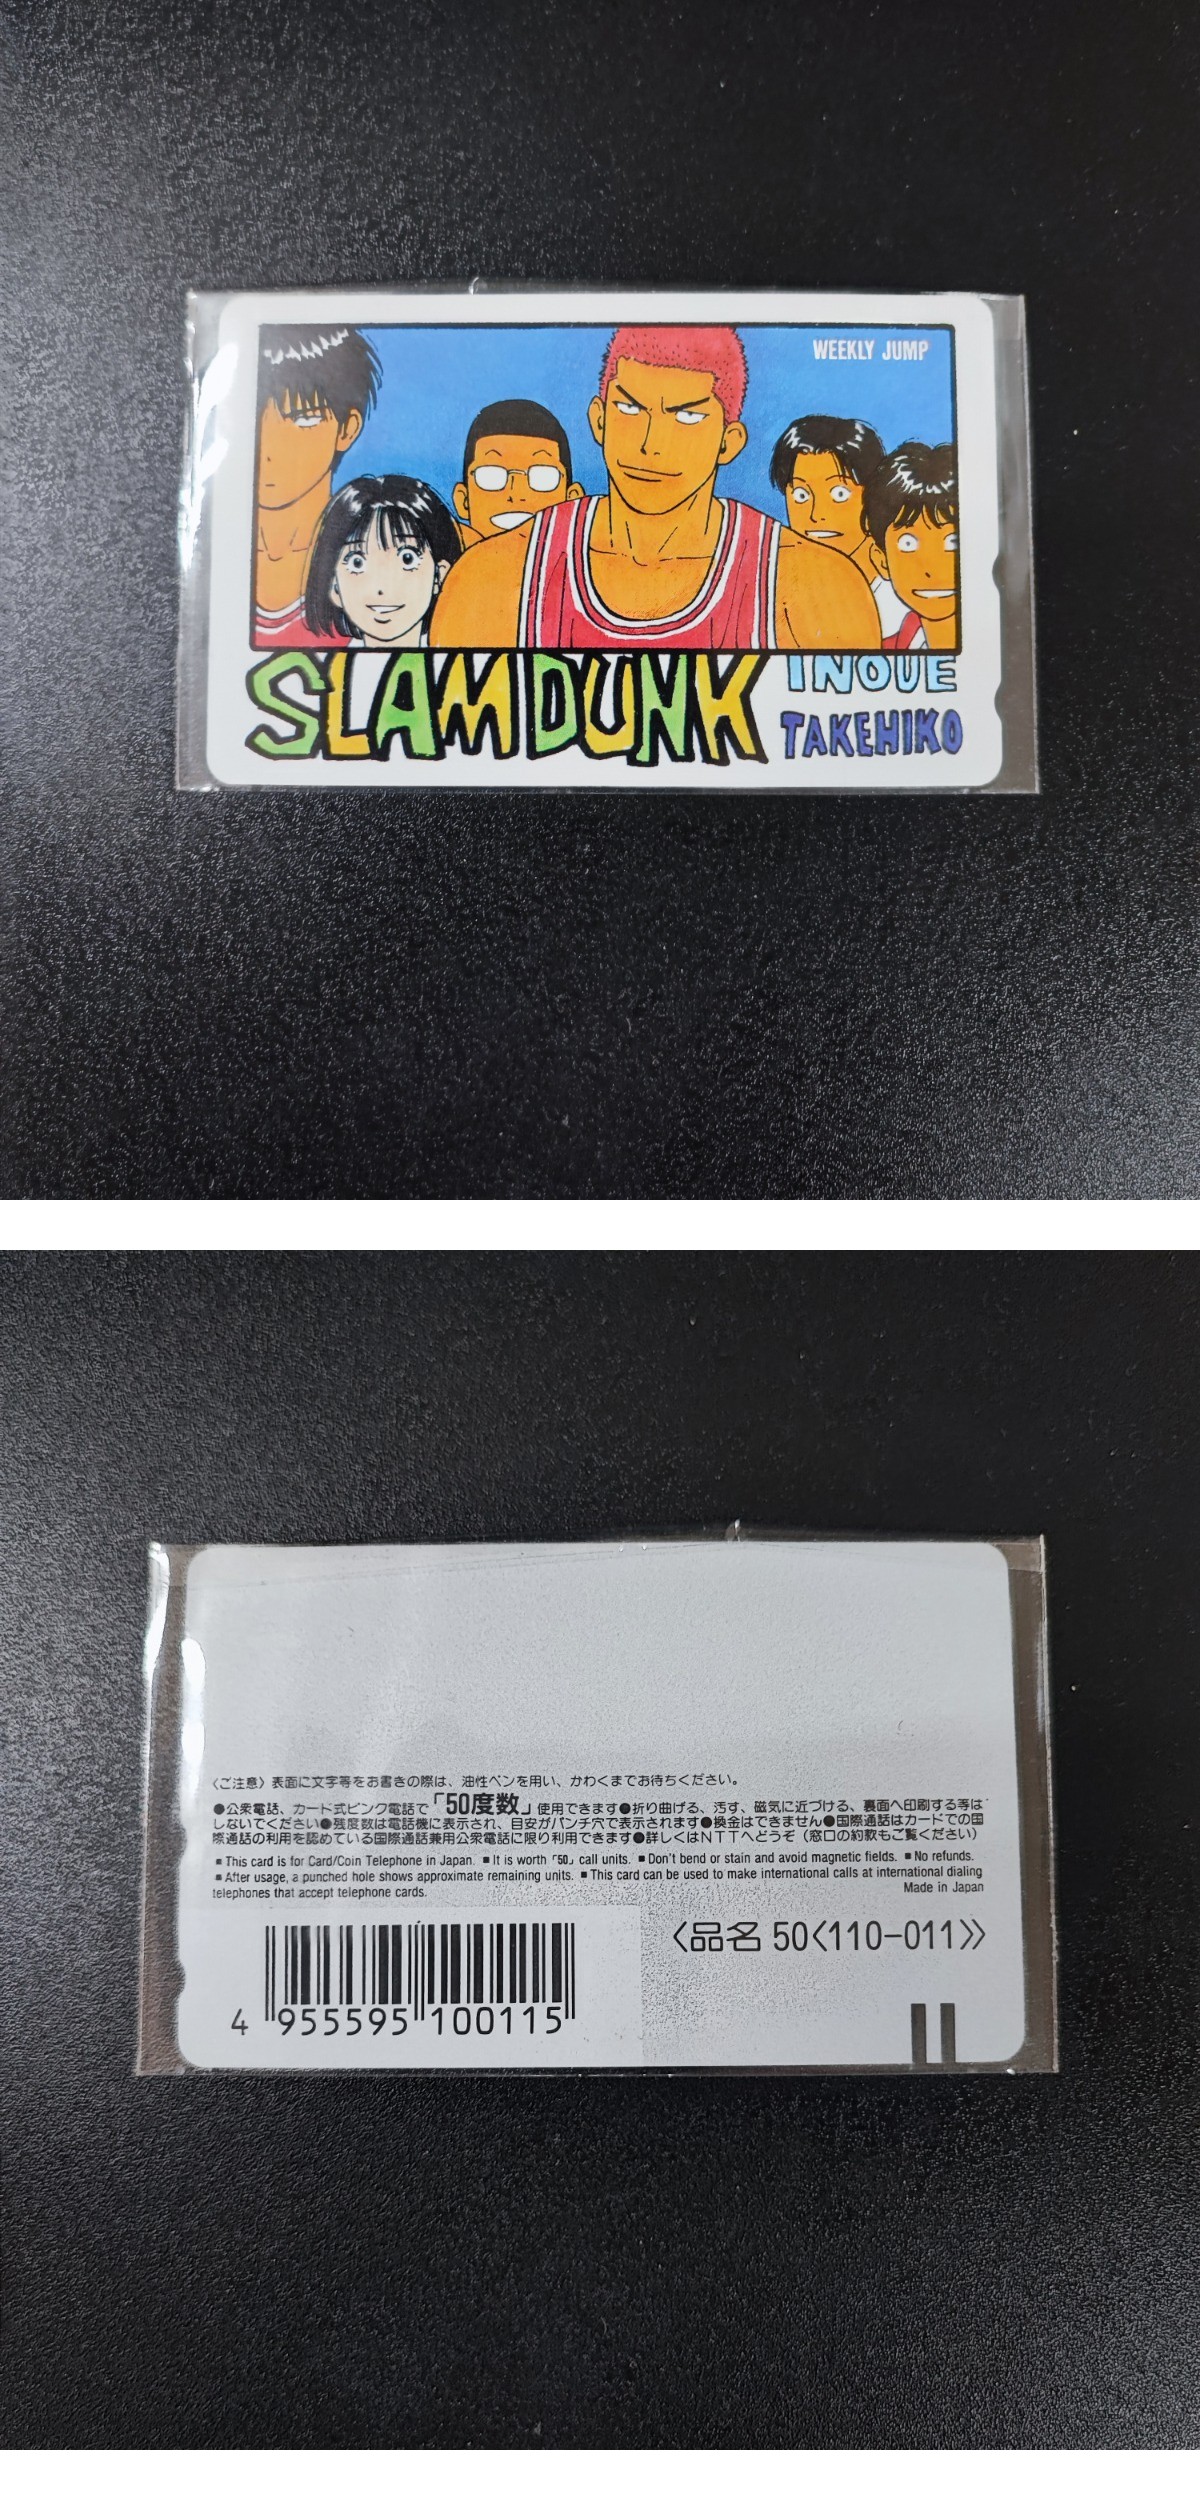 WEEKLY JUMP
SLAMDUNK
INOUE
TAKEHIKO
〈ご注意〉表面に文字等をお書きの際は、油性ペンを用い、かわくまでお待ちください。
●公衆電話、カード式ピンク電話で「50度数」使用できます●折り曲げる、汚す、磁気に近づける、裏面へ印刷する等は
しないでください●残度数は電話機に表示され、目安がパンチ穴で表示されます●換金はできません●国際通話はカードでの国
際通話の利用を認めている国際通話兼用公衆電話に限り利用できます●詳しくはNTTへどうぞ（窓口の約款もご覧ください）
■This card is for Card/Coin Telephone in Japan. ■It is worth「50」call units. ■Don't bend or stain and avoid magnetic fields. ■No refunds.
■After usage, a punched hole shows approximate remaining units. ■This card can be used to make international calls at international dialing
telephones that accept telephone cards.
Made in Japan
〈品名 50〈110-011〉〉
4 955595 100115